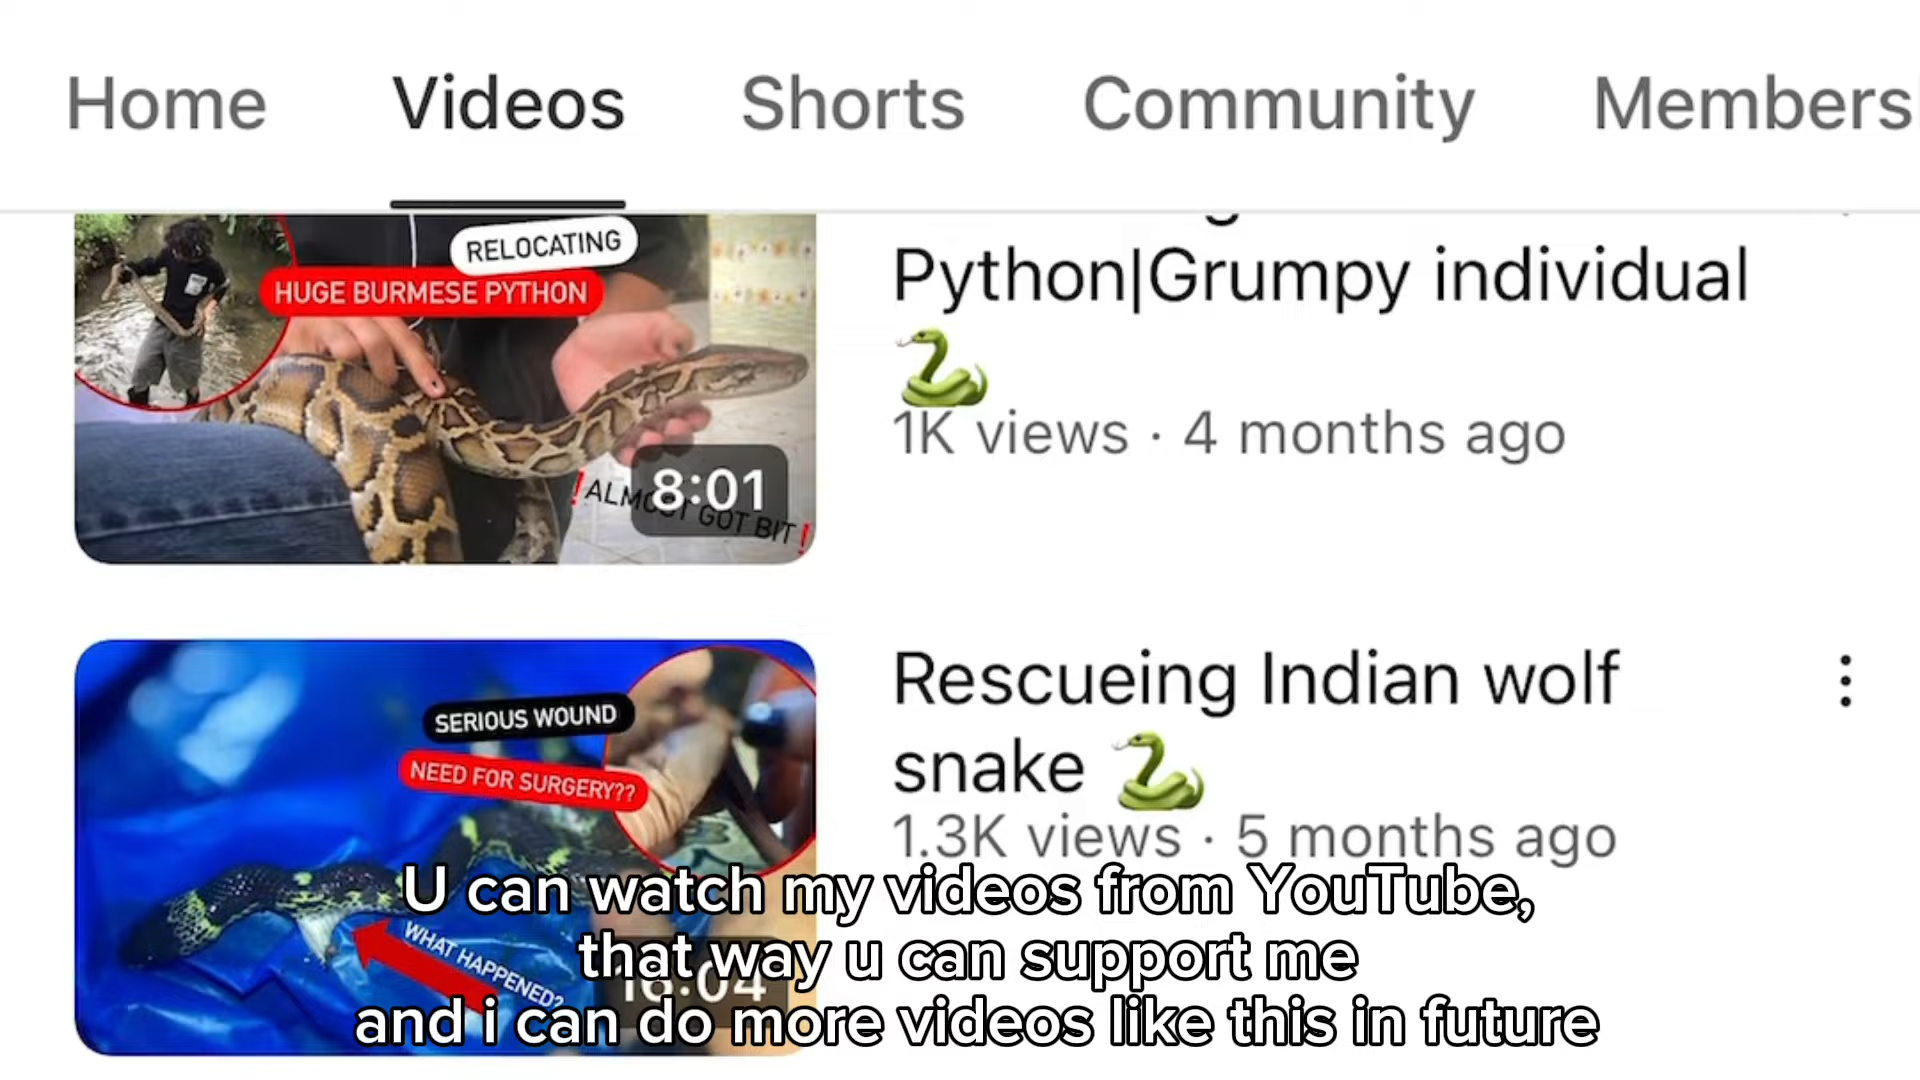 Home Videos Shorts Community Members
RELOCATING
HUGE BURMESE PYTHON
❗ALMOST GOT BIT❗
8:01
Python|Grumpy individual
🐍
1K views · 4 months ago
SERIOUS WOUND
NEED FOR SURGERY??
WHAT HAPPENED?
16:04
Rescueing Indian wolf
snake 🐍
1.3K views · 5 months ago
U can watch my videos from YouTube,
that way u can support me
and i can do more videos like this in future